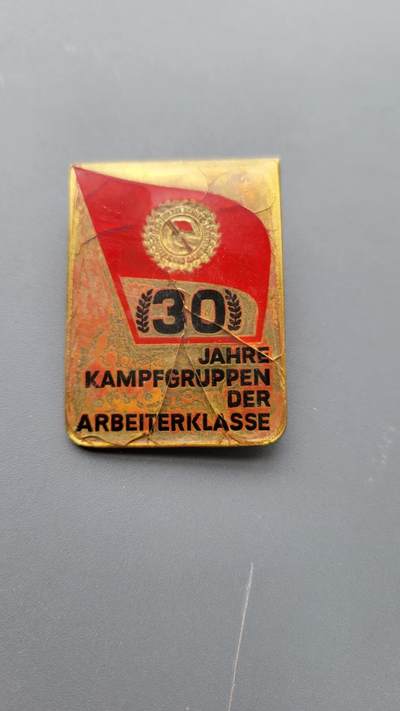 30
JAHRE
KAMPFGRUPPEN
DER
ARBEITERKLASSE